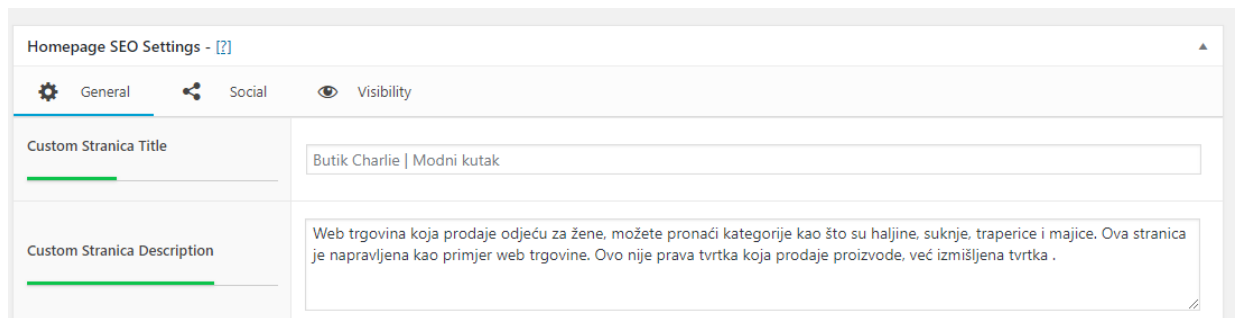 Homepage SEO Settings - [?]
General Social Visibility
Custom Stranica Title
Butik Charlie | Modni kutak
Custom Stranica Description
Web trgovina koja prodaje odjeću za žene, možete pronaći kategorije kao što su haljine, suknje, traperice i majice. Ova stranica
je napravljena kao primjer web trgovine. Ovo nije prava tvrtka koja prodaje proizvode, već izmišljena tvrtka .